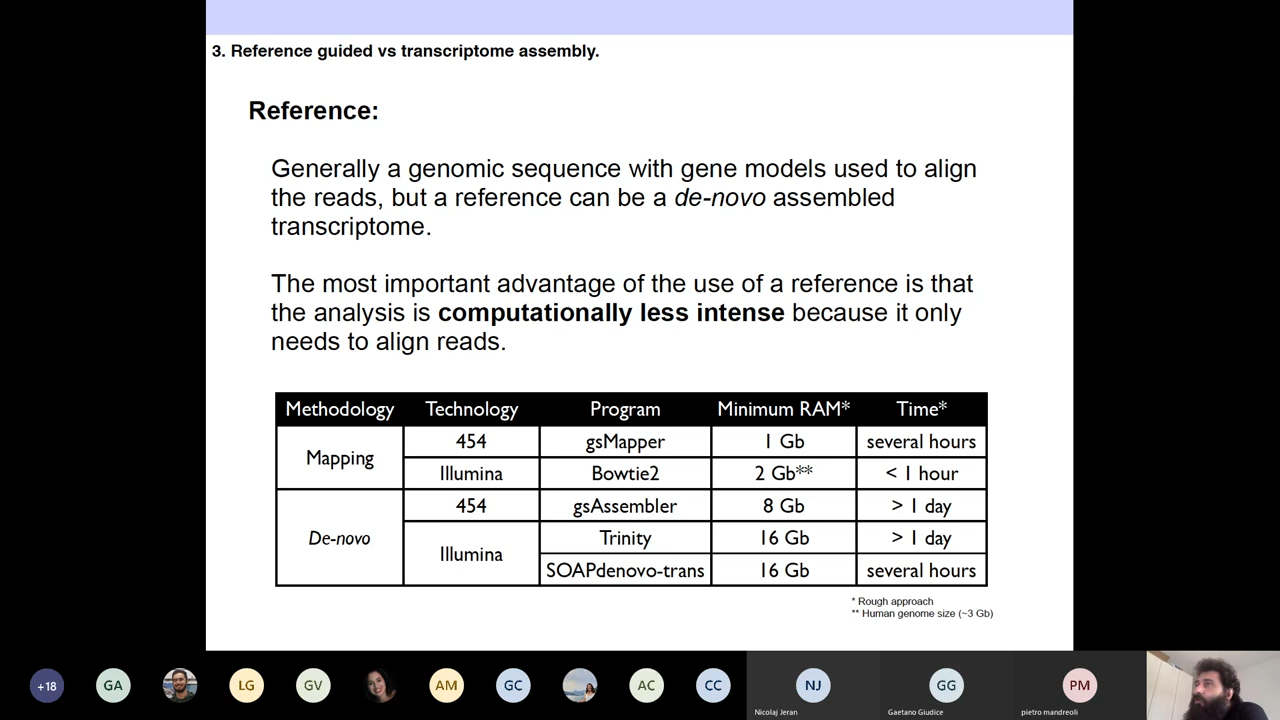 3. Reference guided vs transcriptome assembly.
Reference:
Generally a genomic sequence with gene models used to align
the reads, but a reference can be a de-novo assembled
transcriptome.
The most important advantage of the use of a reference is that
the analysis is computationally less intense because it only
needs to align reads.
Methodology Technology Program Minimum RAM* Time*
Mapping 454 gsMapper 1 Gb several hours
Illumina Bowtie2 2 Gb** < 1 hour
De-novo 454 gsAssembler 8 Gb > 1 day
Illumina Trinity 16 Gb > 1 day
SOAPdenovo-trans 16 Gb several hours
* Rough approach
** Human genome size (~3 Gb)
+18 GA LG GV AM GC AC CC NJ GG PM
Nicolaj Jeran Gaetano Giudice pietro mandreoli